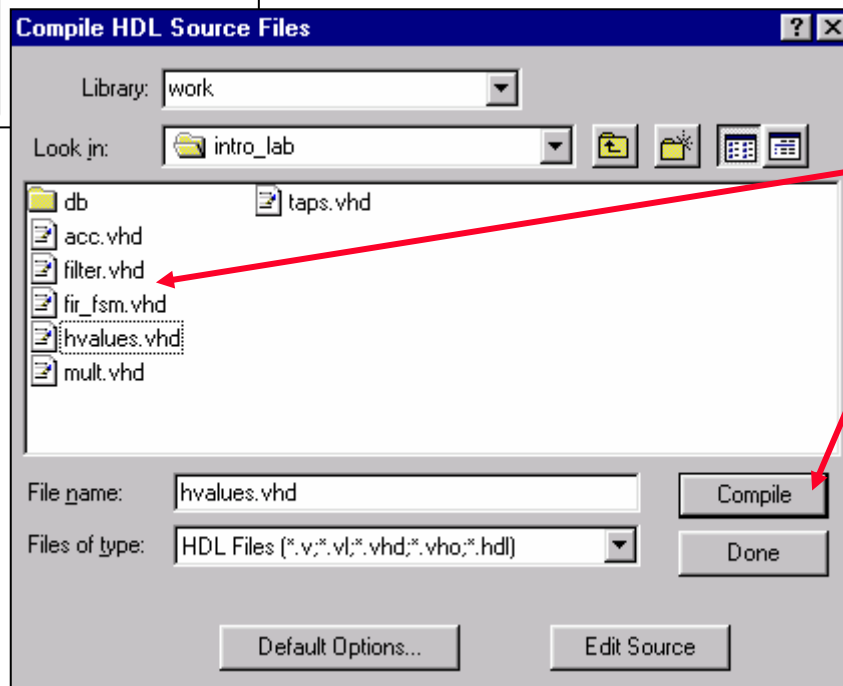 Compile HDL Source Files
Library: work
Look in: intro_lab
db taps.vhd
acc.vhd
filter.vhd
fir_fsm.vhd
hvalues.vhd
mult.vhd
File name: hvalues.vhd Compile
Files of type: HDL Files (*.v;*.vl;*.vhd;*.vho;*.hdl) Done
Default Options... Edit Source